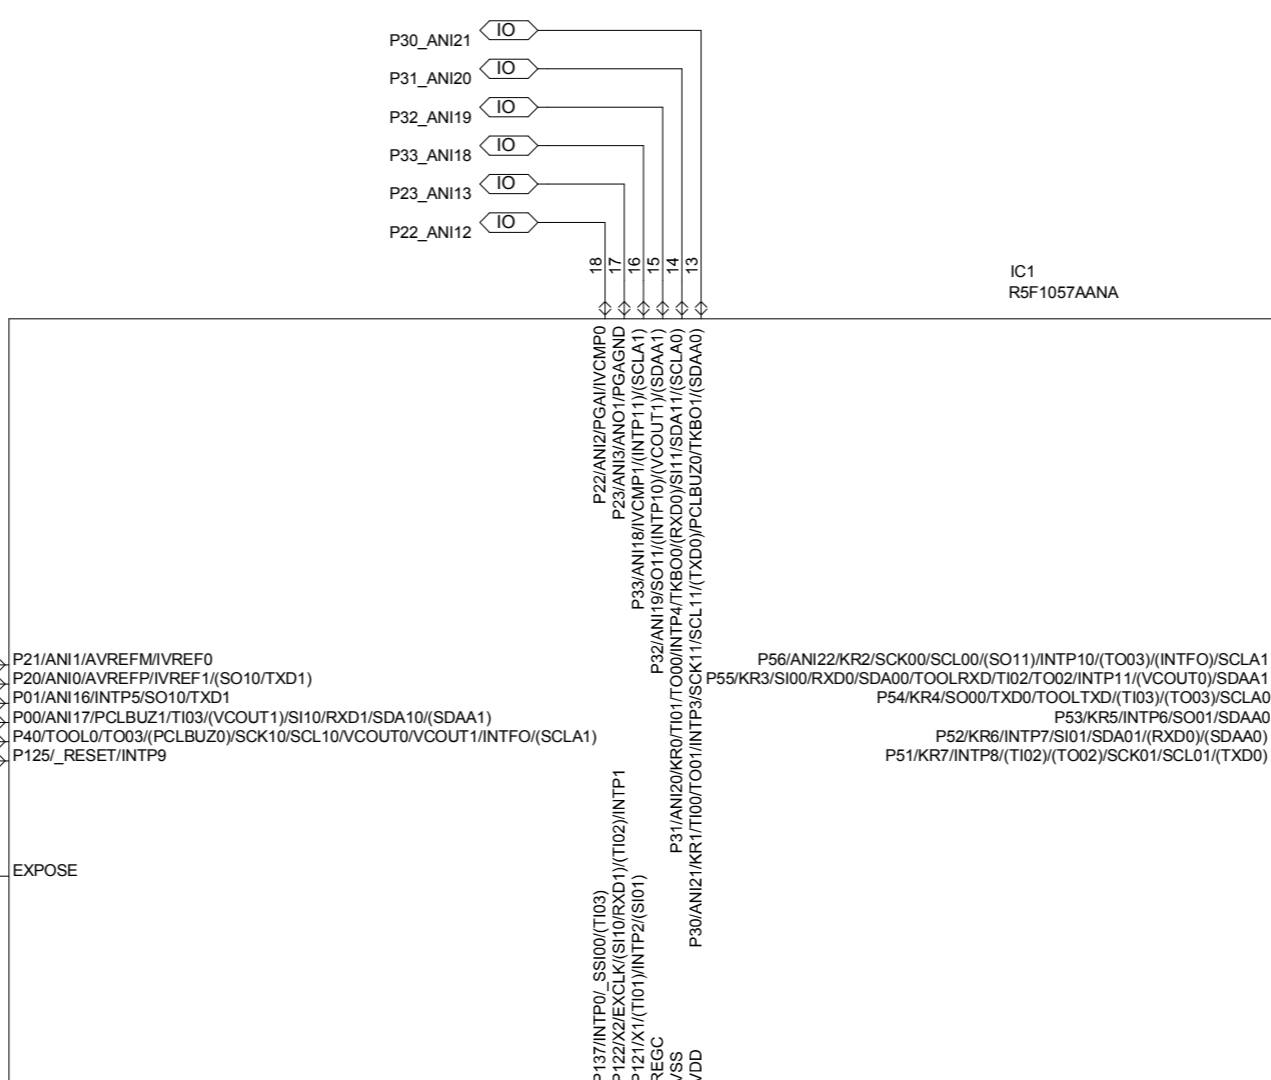 P30_ANI21 IO
P31_ANI20 IO
P32_ANI19 IO
P33_ANI18 IO
P23_ANI13 IO
P22_ANI12 IO
18
17
16
15
14
13
IC1
R5F1057AANA
P22/ANI2/PGAI/IVCMP0
P23/ANI3/ANO1/PGAGND
P33/ANI18/IVCMP1/(INTP11)/(SCLA1)
P32/ANI19/SO11/(INTP10)/(VCOUT1)/(SDAA1)
P31/ANI20/KR0/TI01/TO00/INTP4/TKBO0/(RXD0)/SI11/SDA11/(SCLA0)
P30/ANI21/KR1/TI00/TO01/INTP3/SCK11/SCL11/(TXD0)/PCLBUZ0/TKBO1/(SDAA0)
P21/ANI1/AVREFM/IVREF0
P20/ANI0/AVREFP/IVREF1/(SO10/TXD1)
P01/ANI16/INTP5/SO10/TXD1
P00/ANI17/PCLBUZ1/TI03/(VCOUT1)/SI10/RXD1/SDA10/(SDAA1)
P40/TOOL0/TO03/(PCLBUZ0)/SCK10/SCL10/VCOUT0/VCOUT1/INTFO/(SCLA1)
P125/_RESET/INTP9
EXPOSE
P56/ANI22/KR2/SCK00/SCL00/(SO11)/INTP10/(TO03)/(INTFO)/SCLA1
P55/KR3/SI00/RXD0/SDA00/TOOLRXD/TI02/TO02/INTP11/(VCOUT0)/SDAA1
P54/KR4/SO00/TXD0/TOOLTXD/(TI03)/(TO03)/SCLA0
P53/KR5/INTP6/SO01/SDAA0
P52/KR6/INTP7/SI01/SDA01/(RXD0)/(SDAA0)
P51/KR7/INTP8/(TI02)/(TO02)/SCK01/SCL01/(TXD0)
P137/INTP0/_SSI00/(TI03)
P122/X2/EXCLK/(SI10/RXD1)/(TI02)/INTP1
P121/X1/(TI01)/INTP2/(SI01)
REGC
VSS
VDD